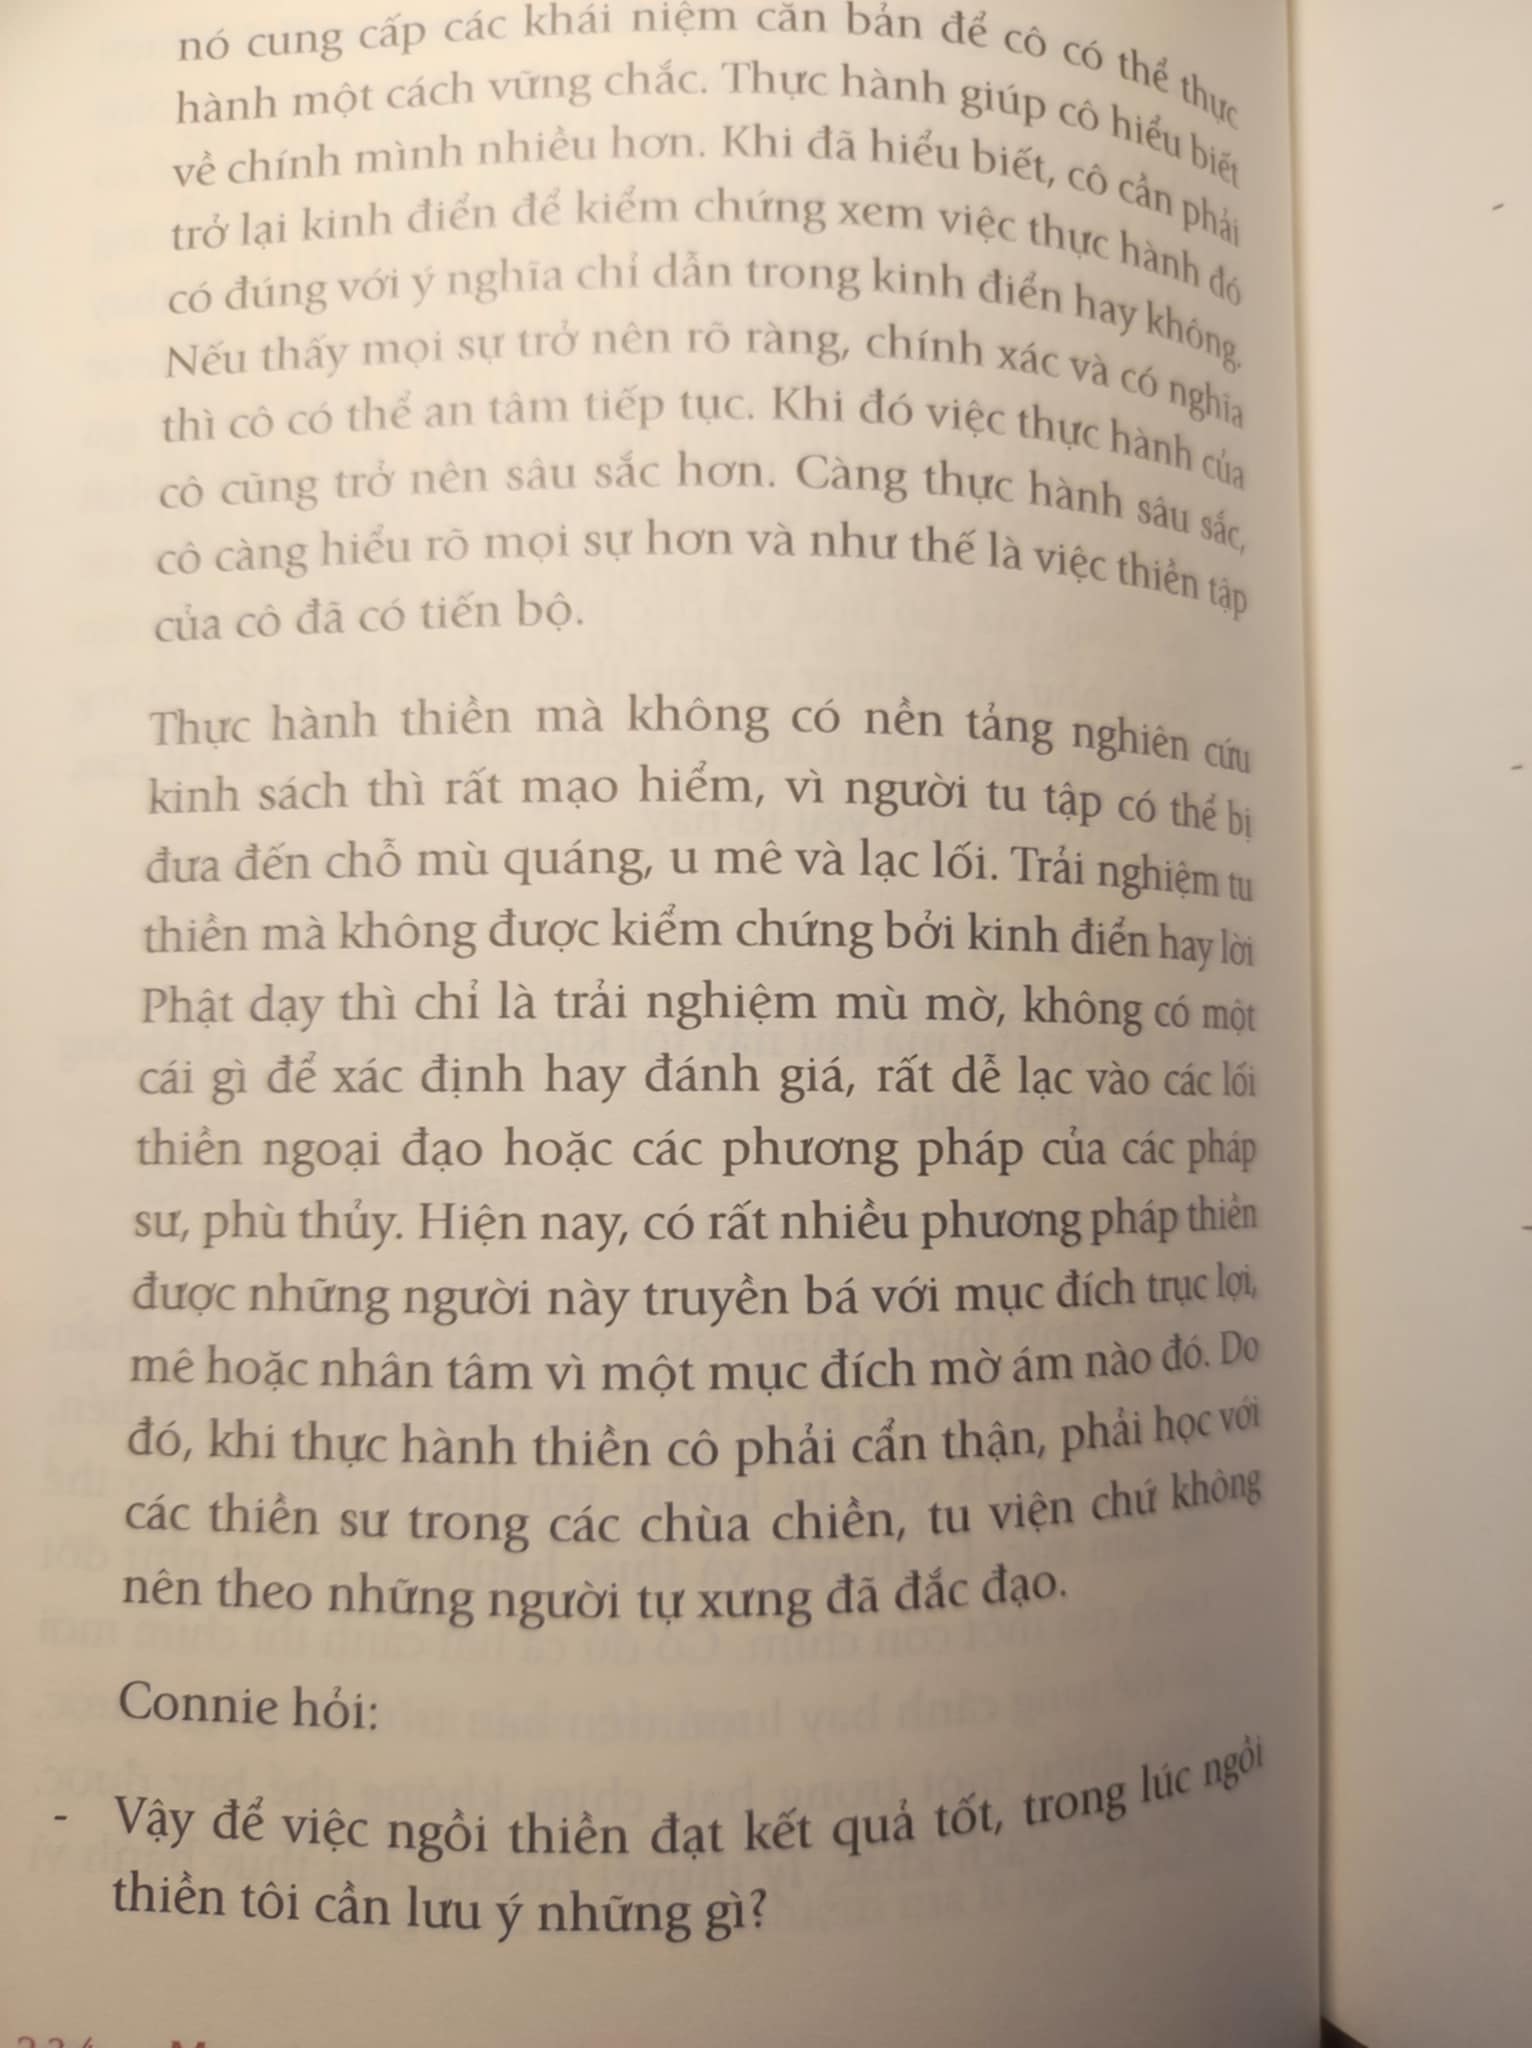 nó cung cấp các khái niệm căn bản để cô có thể thực
hành một cách vững chắc. Thực hành giúp cô hiểu biết
về chính mình nhiều hơn. Khi đã hiểu biết, cô cần phải
trở lại kinh điển để kiểm chứng xem việc thực hành đó
có đúng với ý nghĩa chỉ dẫn trong kinh điển hay không.
Nếu thấy mọi sự trở nên rõ ràng, chính xác và có nghĩa
thì cô có thể an tâm tiếp tục. Khi đó việc thực hành của
cô cũng trở nên sâu sắc hơn. Càng thực hành sâu sắc,
cô càng hiểu rõ mọi sự hơn và như thế là việc thiền tập
của cô đã có tiến bộ.
Thực hành thiền mà không có nền tảng nghiên cứu
kinh sách thì rất mạo hiểm, vì người tu tập có thể bị
đưa đến chỗ mù quáng, u mê và lạc lối. Trải nghiệm tu
thiền mà không được kiểm chứng bởi kinh điển hay lời
Phật dạy thì chỉ là trải nghiệm mù mờ, không có một
cái gì để xác định hay đánh giá, rất dễ lạc vào các lối
thiền ngoại đạo hoặc các phương pháp của các pháp
sư, phù thủy. Hiện nay, có rất nhiều phương pháp thiền
được những người này truyền bá với mục đích trục lợi,
mê hoặc nhân tâm vì một mục đích mờ ám nào đó. Do
đó, khi thực hành thiền cô phải cẩn thận, phải học với
các thiền sư trong các chùa chiền, tu viện chứ không
nên theo những người tự xưng đã đắc đạo.
Connie hỏi:
- Vậy để việc ngồi thiền đạt kết quả tốt, trong lúc ngồi
thiền tôi cần lưu ý những gì?